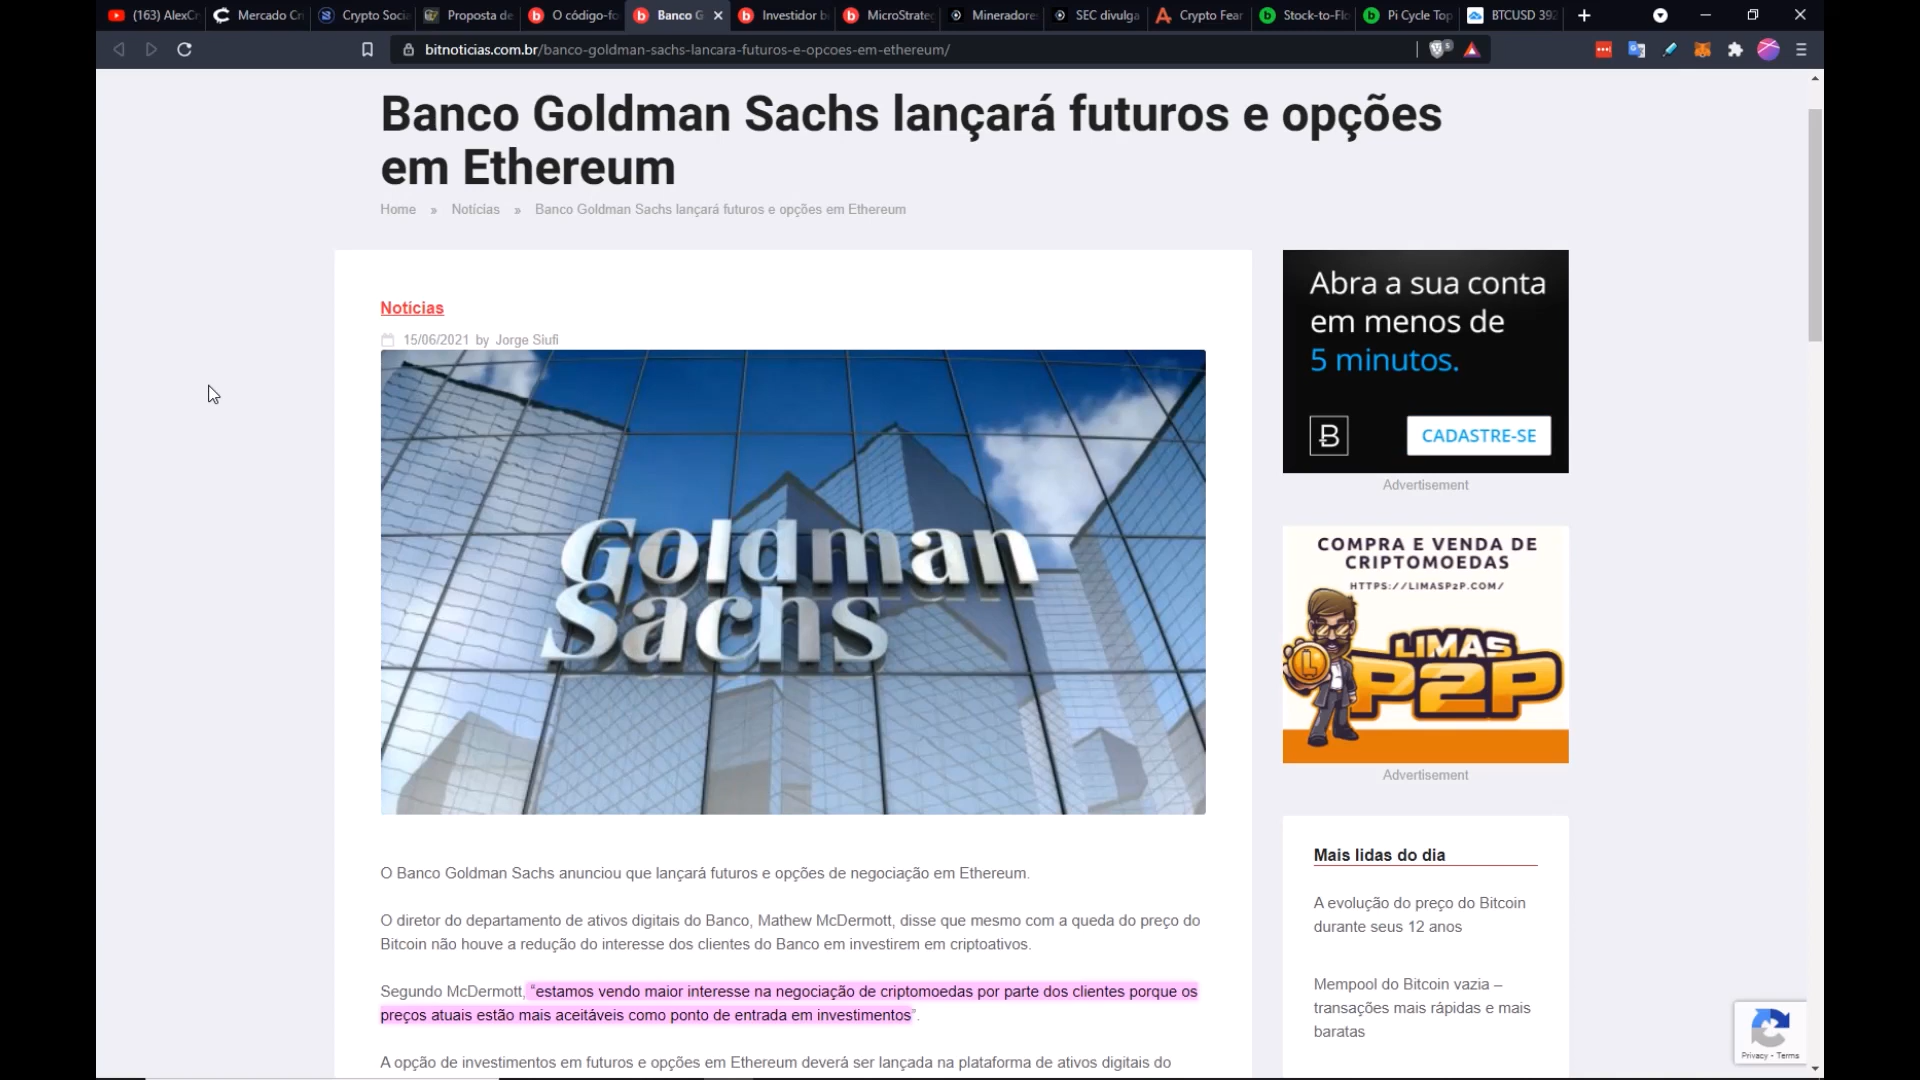 (163) AlexCr
Mercado Cri
Crypto Socia
Proposta de
O código-fo
Banco G
Investidor b
MicroStrateg
Mineradore
SEC divulga
Crypto Fear
Stock-to-Flo
Pi Cycle Top
BTCUSD 392
bitnoticias.com.br/banco-goldman-sachs-lancara-futuros-e-opcoes-em-ethereum/
Banco Goldman Sachs lançará futuros e opções
em Ethereum
Home » Notícias » Banco Goldman Sachs lançará futuros e opções em Ethereum
Notícias
15/06/2021 by Jorge Siufi
Goldman
Sachs
O Banco Goldman Sachs anunciou que lançará futuros e opções de negociação em Ethereum.
O diretor do departamento de ativos digitais do Banco, Mathew McDermott, disse que mesmo com a queda do preço do
Bitcoin não houve a redução do interesse dos clientes do Banco em investirem em criptoativos.
Segundo McDermott, “estamos vendo maior interesse na negociação de criptomoedas por parte dos clientes porque os
preços atuais estão mais aceitáveis como ponto de entrada em investimentos”.
A opção de investimentos em futuros e opções em Ethereum deverá ser lançada na plataforma de ativos digitais do
Abra a sua conta
em menos de
5 minutos.
CADASTRE-SE
Advertisement
COMPRA E VENDA DE
CRIPTOMOEDAS
HTTPS://LIMASP2P.COM/
LIMAS
P2P
Advertisement
Mais lidas do dia
A evolução do preço do Bitcoin
durante seus 12 anos
Mempool do Bitcoin vazia –
transações mais rápidas e mais
baratas
Privacy - Terms